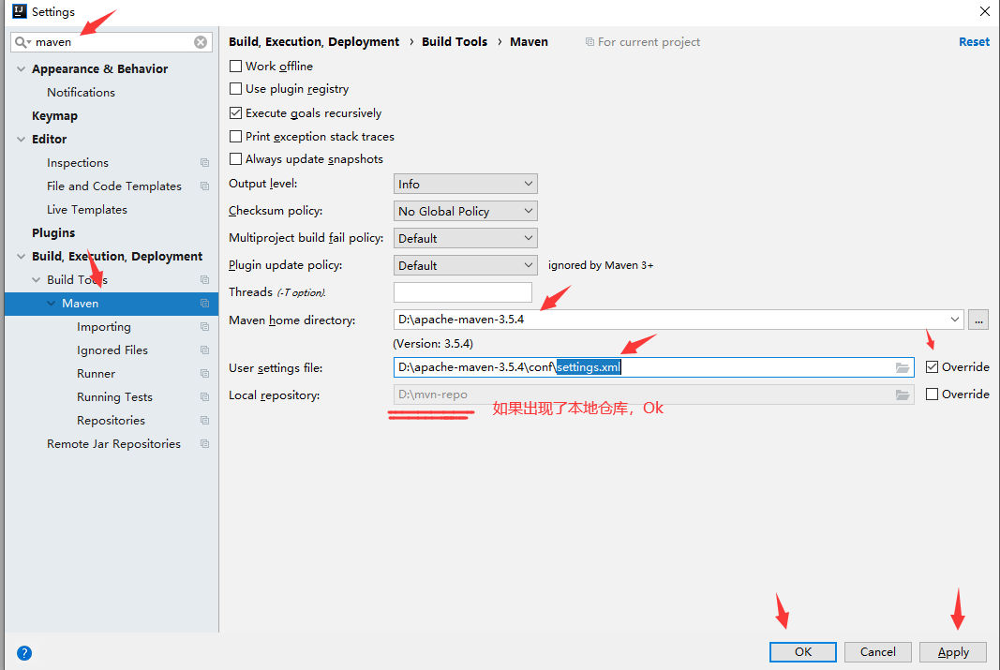 Settings
maven
Appearance & Behavior
Notifications
Keymap
Editor
Inspections
File and Code Templates
Live Templates
Plugins
Build, Execution, Deployment
Build Tools
Maven
Importing
Ignored Files
Runner
Running Tests
Repositories
Remote Jar Repositories
Build, Execution, Deployment › Build Tools › Maven For current project Reset
Work offline
Use plugin registry
Execute goals recursively
Print exception stack traces
Always update snapshots
Output level: Info
Checksum policy: No Global Policy
Multiproject build fail policy: Default
Plugin update policy: Default ignored by Maven 3+
Threads (-T option).
Maven home directory: D:\apache-maven-3.5.4 ...
(Version: 3.5.4)
User settings file: D:\apache-maven-3.5.4\conf\settings.xml Override
Local repository: D:\mvn-repo Override
如果出现了本地仓库，Ok
? OK Cancel Apply